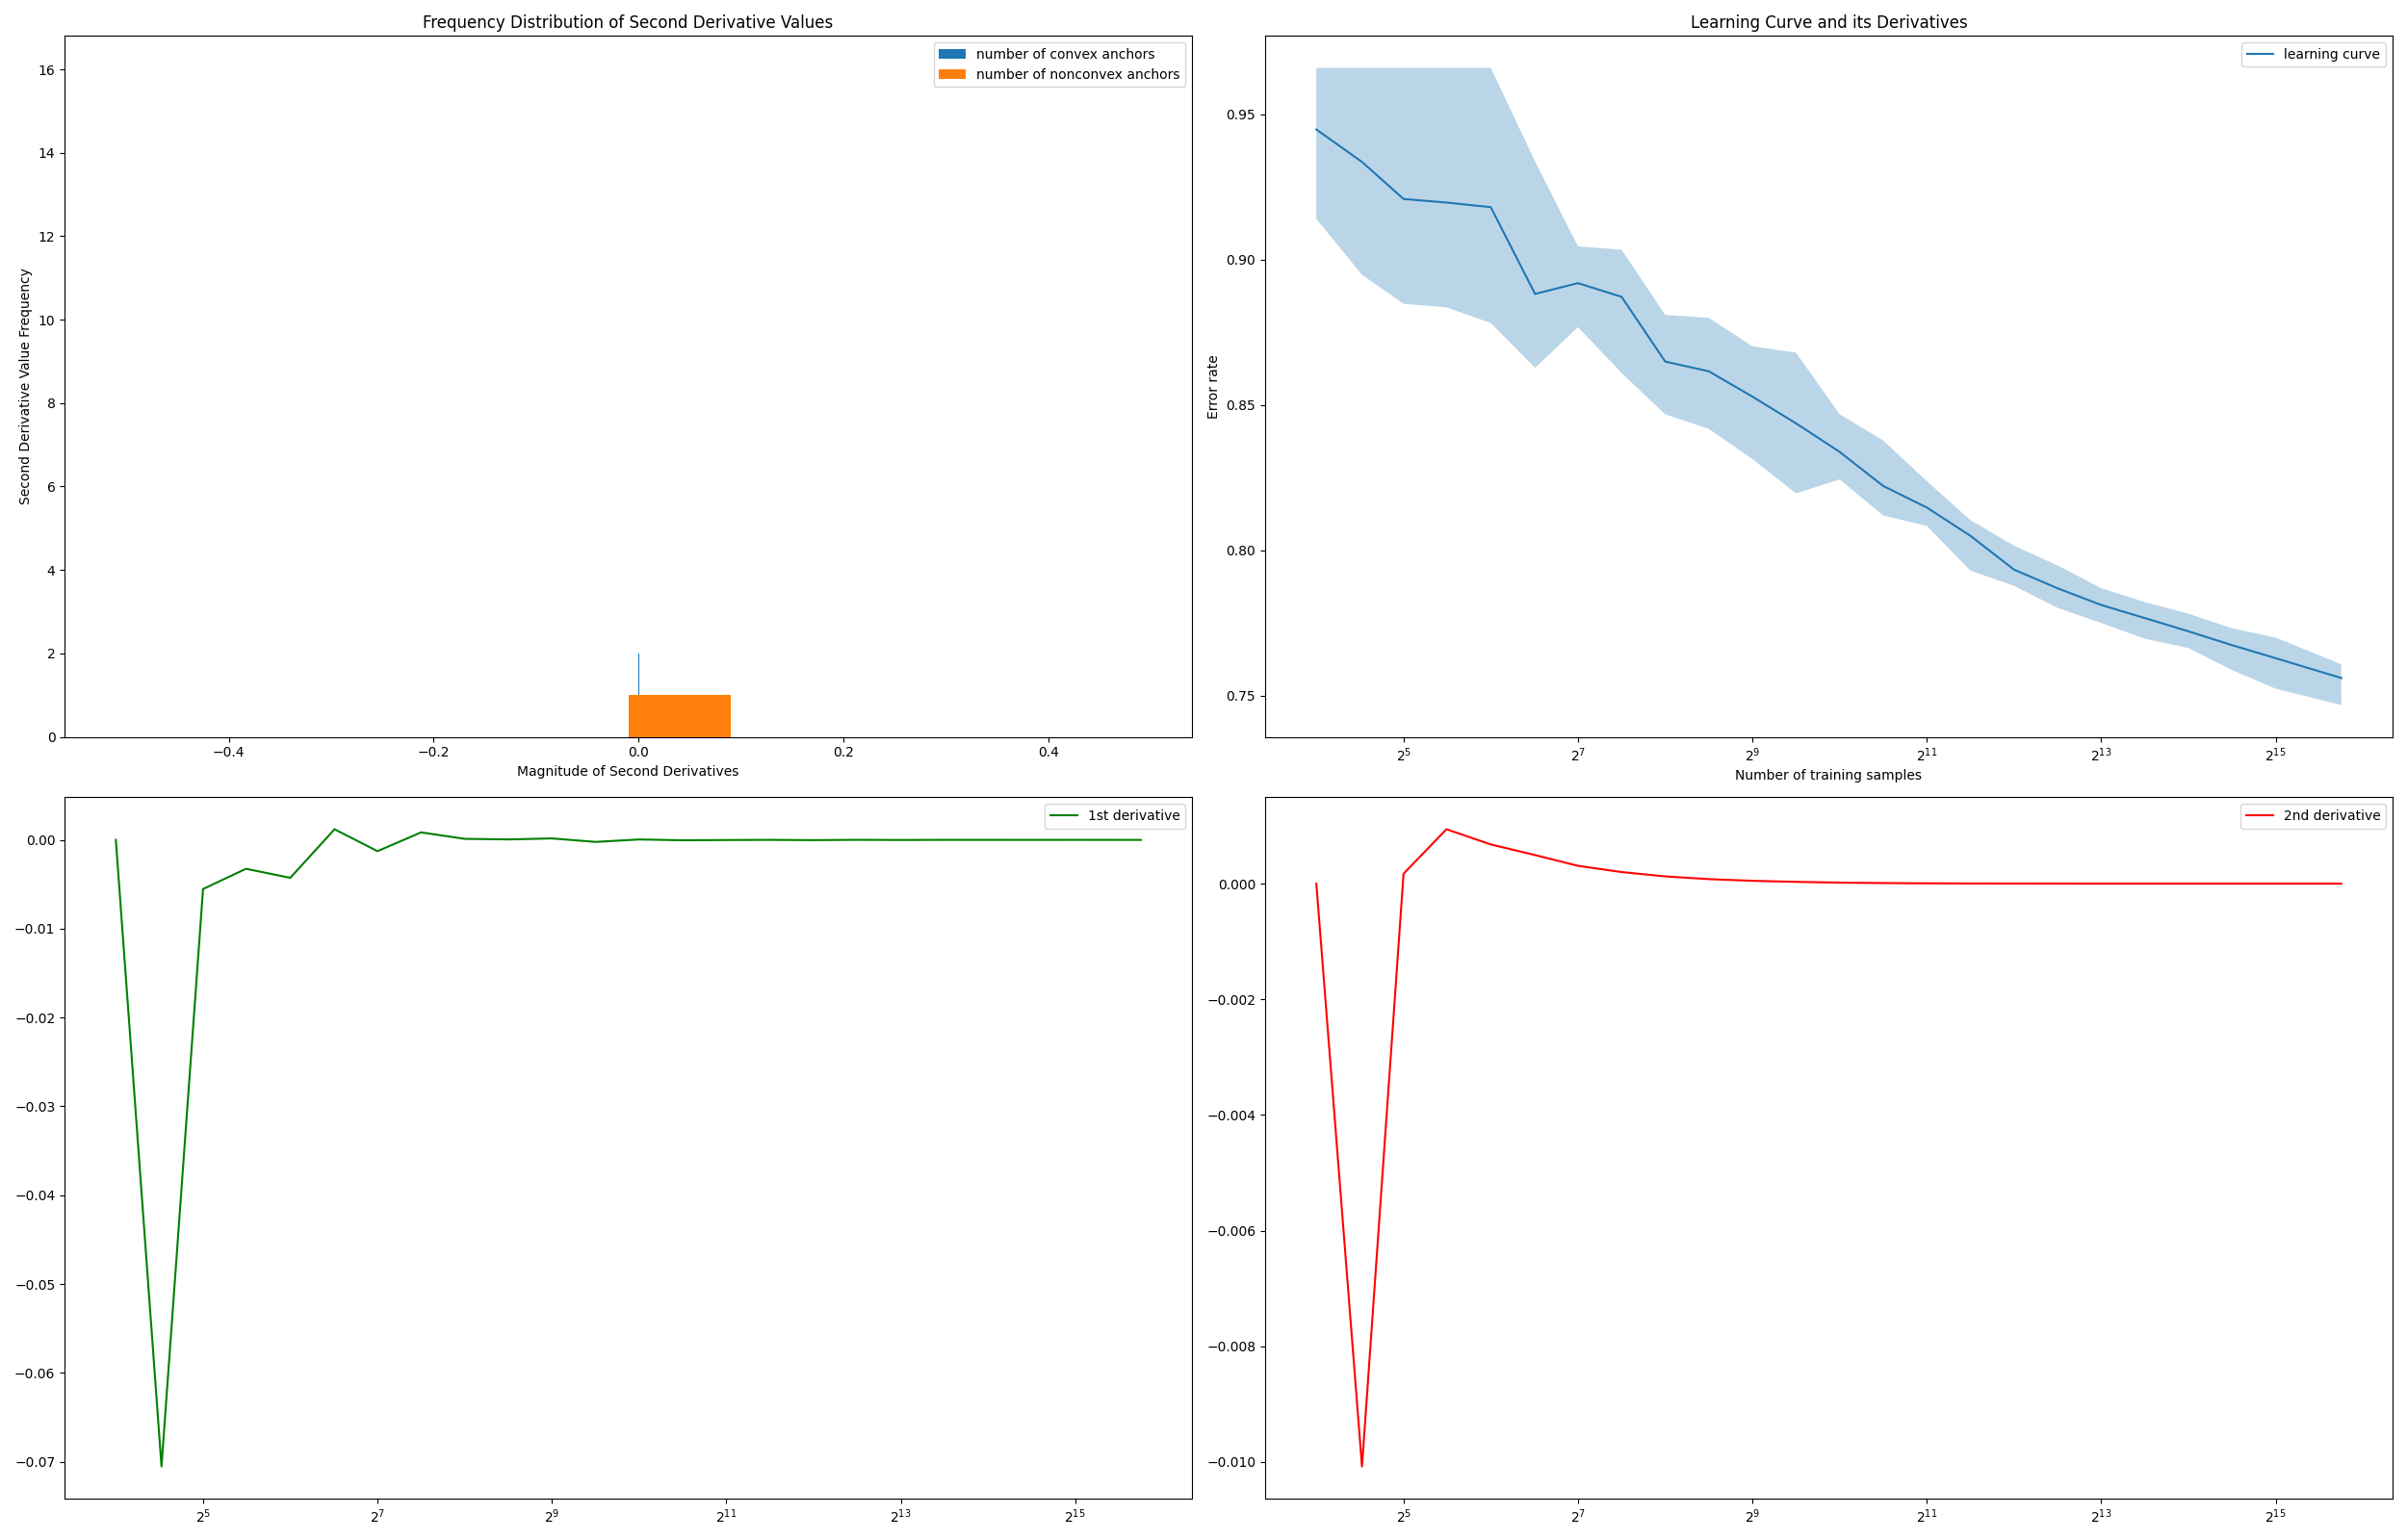 Frequency Distribution of Second Derivative Values
number of convex anchors
number of nonconvex anchors
16
14
12
10
8
6
4
2
0
Second Derivative Value Frequency
−0.4 −0.2 0.0 0.2 0.4
Magnitude of Second Derivatives
Learning Curve and its Derivatives
learning curve
0.95
0.90
0.85
0.80
0.75
Error rate
2^5 2^7 2^9 2^11 2^13 2^15
Number of training samples
1st derivative
0.00
−0.01
−0.02
−0.03
−0.04
−0.05
−0.06
−0.07
2^5 2^7 2^9 2^11 2^13 2^15
2nd derivative
0.000
−0.002
−0.004
−0.006
−0.008
−0.010
2^5 2^7 2^9 2^11 2^13 2^15